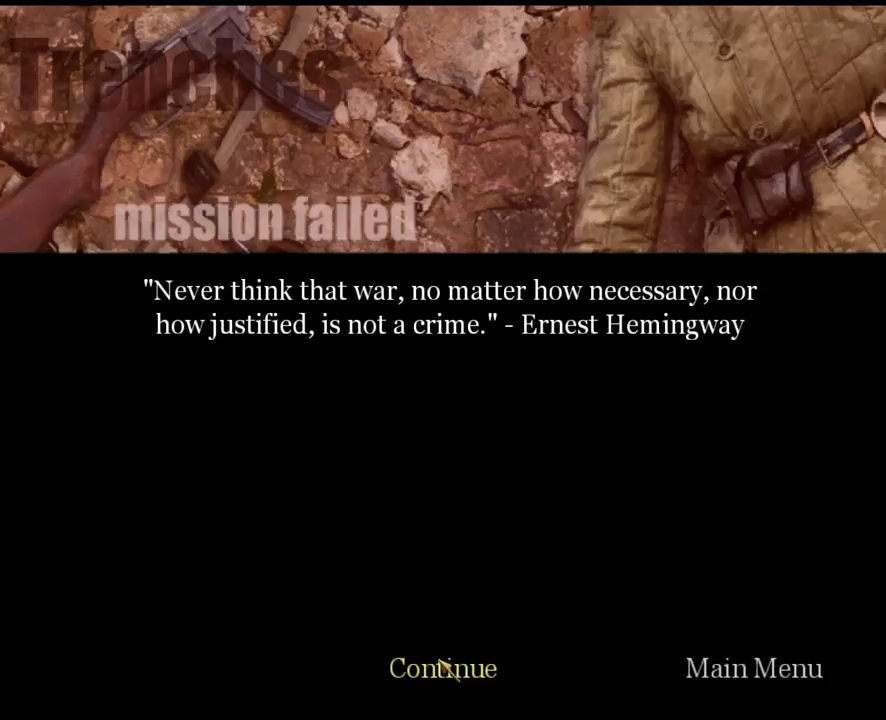 Trenches
mission failed
"Never think that war, no matter how necessary, nor
how justified, is not a crime." - Ernest Hemingway
Continue
Main Menu